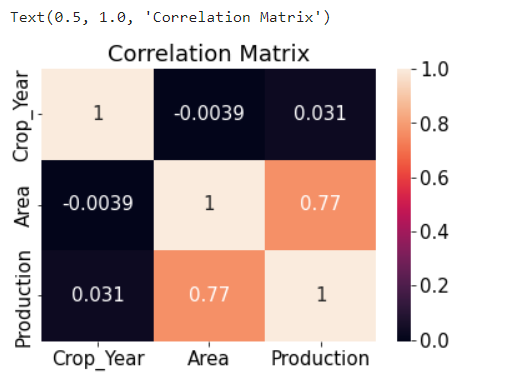 Text(0.5, 1.0, 'Correlation Matrix')
Correlation Matrix
Crop_Year
1
-0.0039
0.031
1.0
0.8
0.6
0.4
0.2
0.0
Area
-0.0039
1
0.77
Production
0.031
0.77
1
Crop_Year
Area
Production